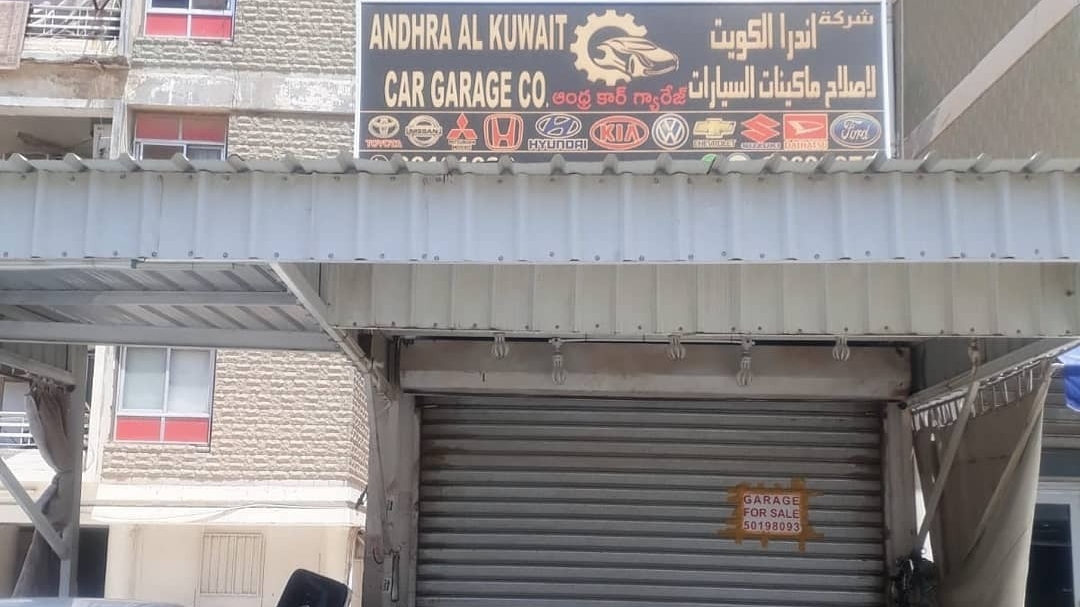 ANDHRA AL KUWAIT
CAR GARAGE CO.
ఆంధ్ర కార్ గ్యారేజ్
شركة اندرا الكويت
لاصلاح ماكينات السيارات
TOYOTA
NISSAN
MITSUBISHI
HYUNDAI
KIA
CHEVROLET
SUZUKI
DAIHATSU
Ford
GARAGE
FOR SALE
50198093